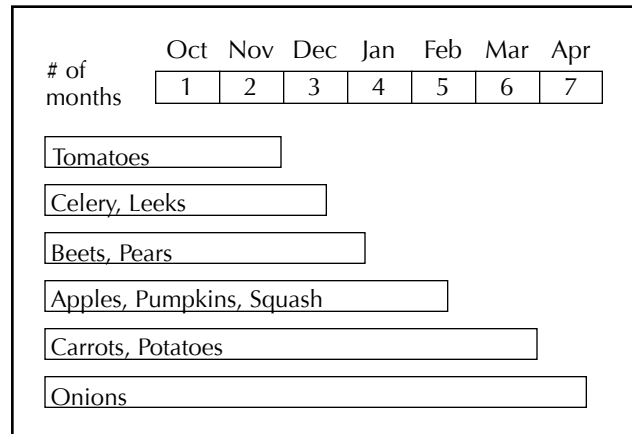 Oct Nov Dec Jan Feb Mar Apr
# of
months
1 2 3 4 5 6 7
Tomatoes
Celery, Leeks
Beets, Pears
Apples, Pumpkins, Squash
Carrots, Potatoes
Onions